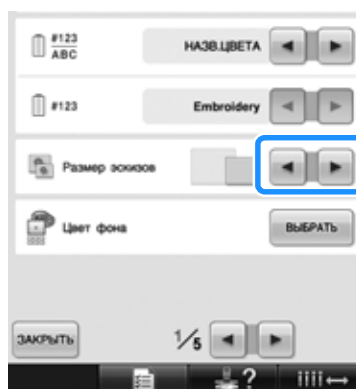 #123
ABC
НАЗВ.ЦВЕТА
#123
Embroidery
Размер эскизов
Цвет фона
ВЫБРАТЬ
ЗАКРЫТЬ
1/5
?